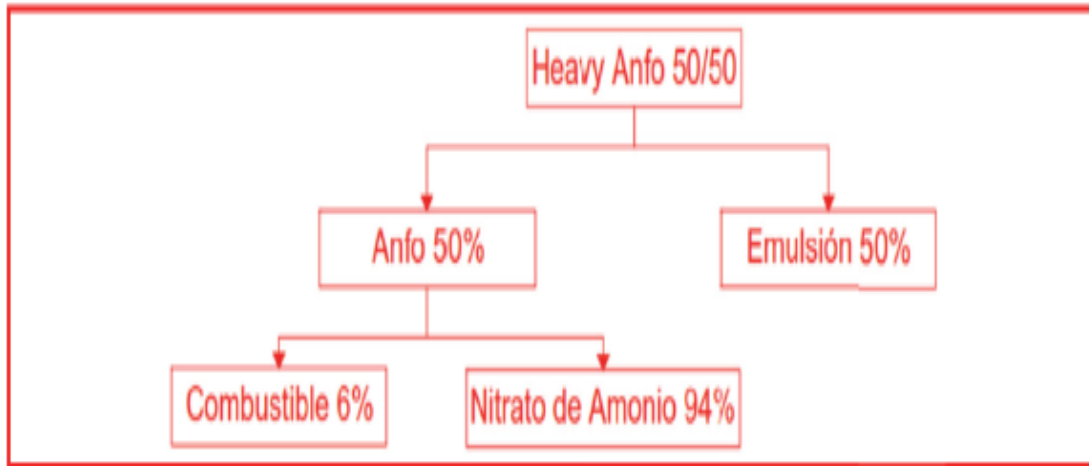 Heavy Anfo 50/50
Anfo 50%
Emulsión 50%
Combustible 6%
Nitrato de Amonio 94%